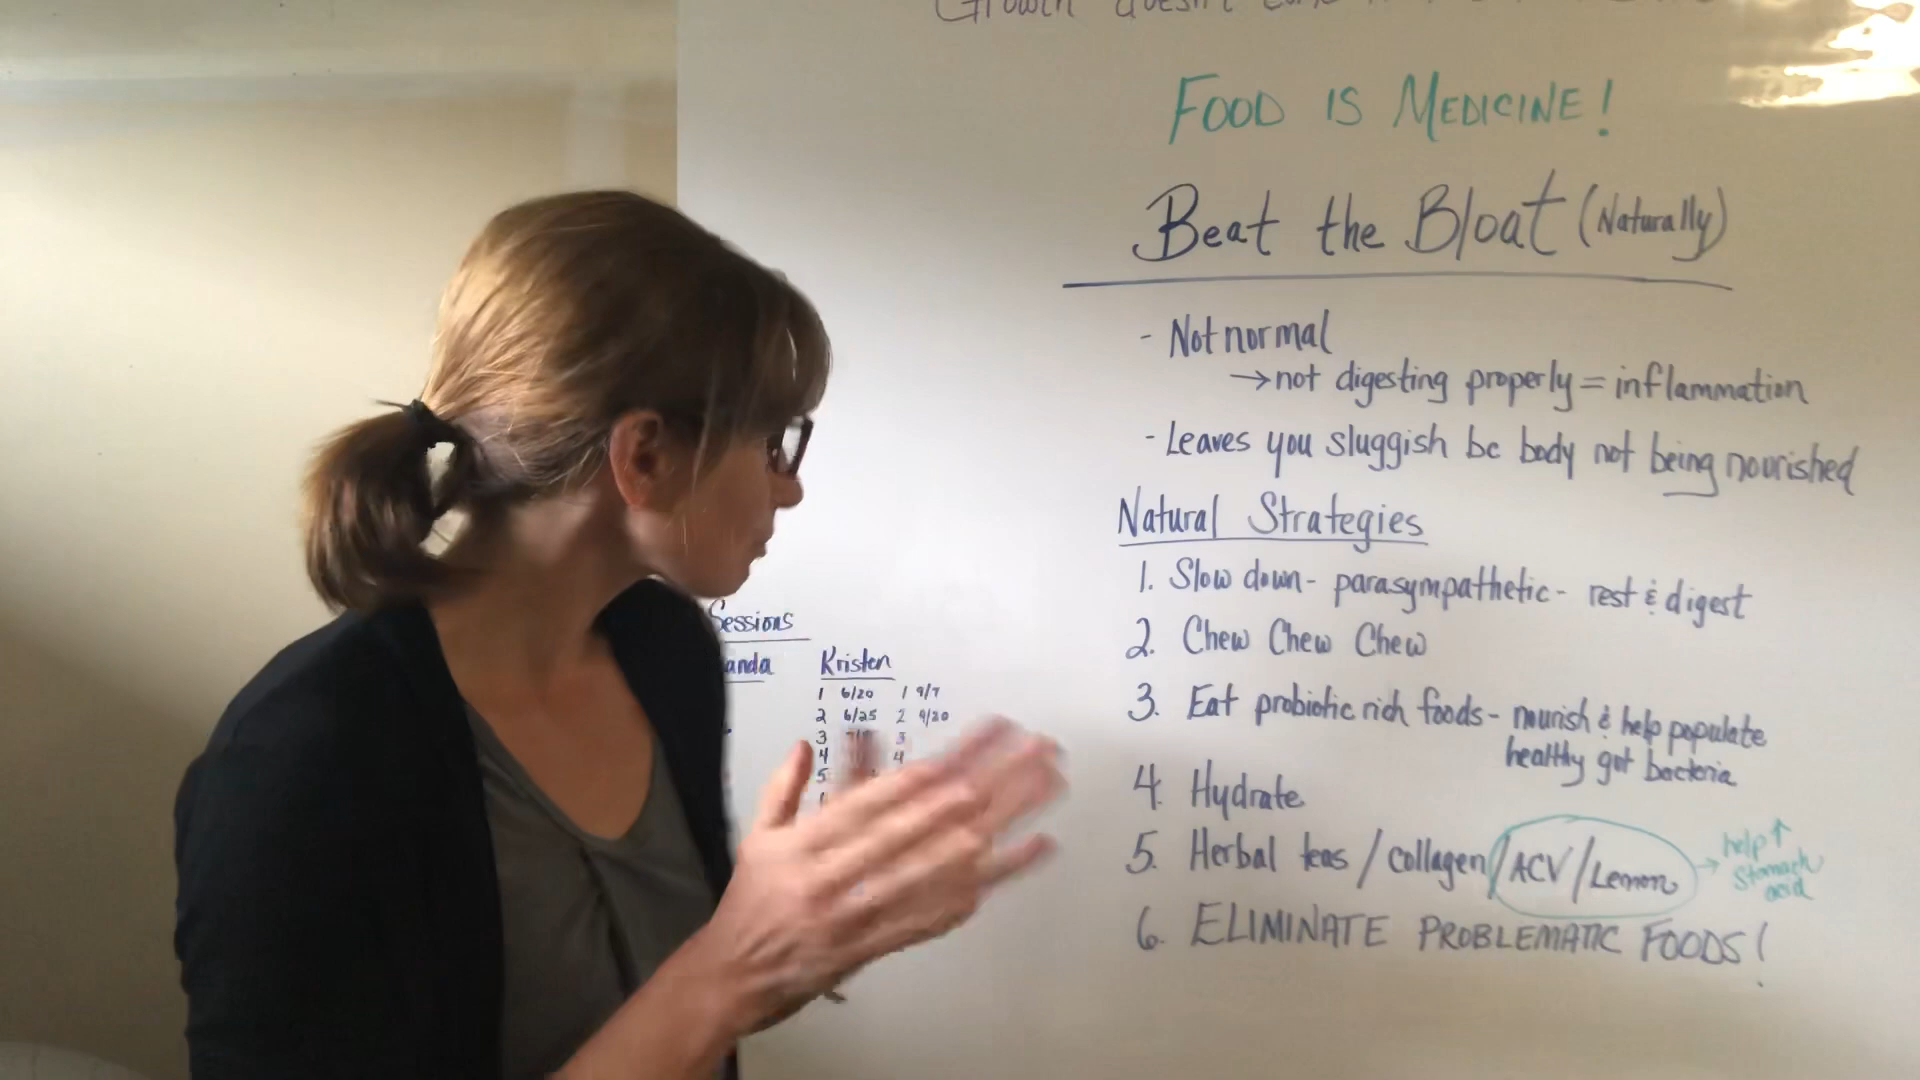 Growth doesn't
FOOD IS MEDICINE!
Beat the Bloat (Naturally)
- Not normal
→ not digesting properly = inflammation
- Leaves you sluggish bc body not being nourished
Natural Strategies
1. Slow down - parasympathetic - rest & digest
2. Chew Chew Chew
3. Eat probiotic rich foods - nourish & help populate
healthy gut bacteria
4. Hydrate
5. Herbal teas / collagen / ACV / Lemon → help ↑
stomach
acid
6. ELIMINATE PROBLEMATIC FOODS!
Sessions
anda Kristen
1 6/20 1 9/7
2 6/25 2 9/20
3 3
4 4
5